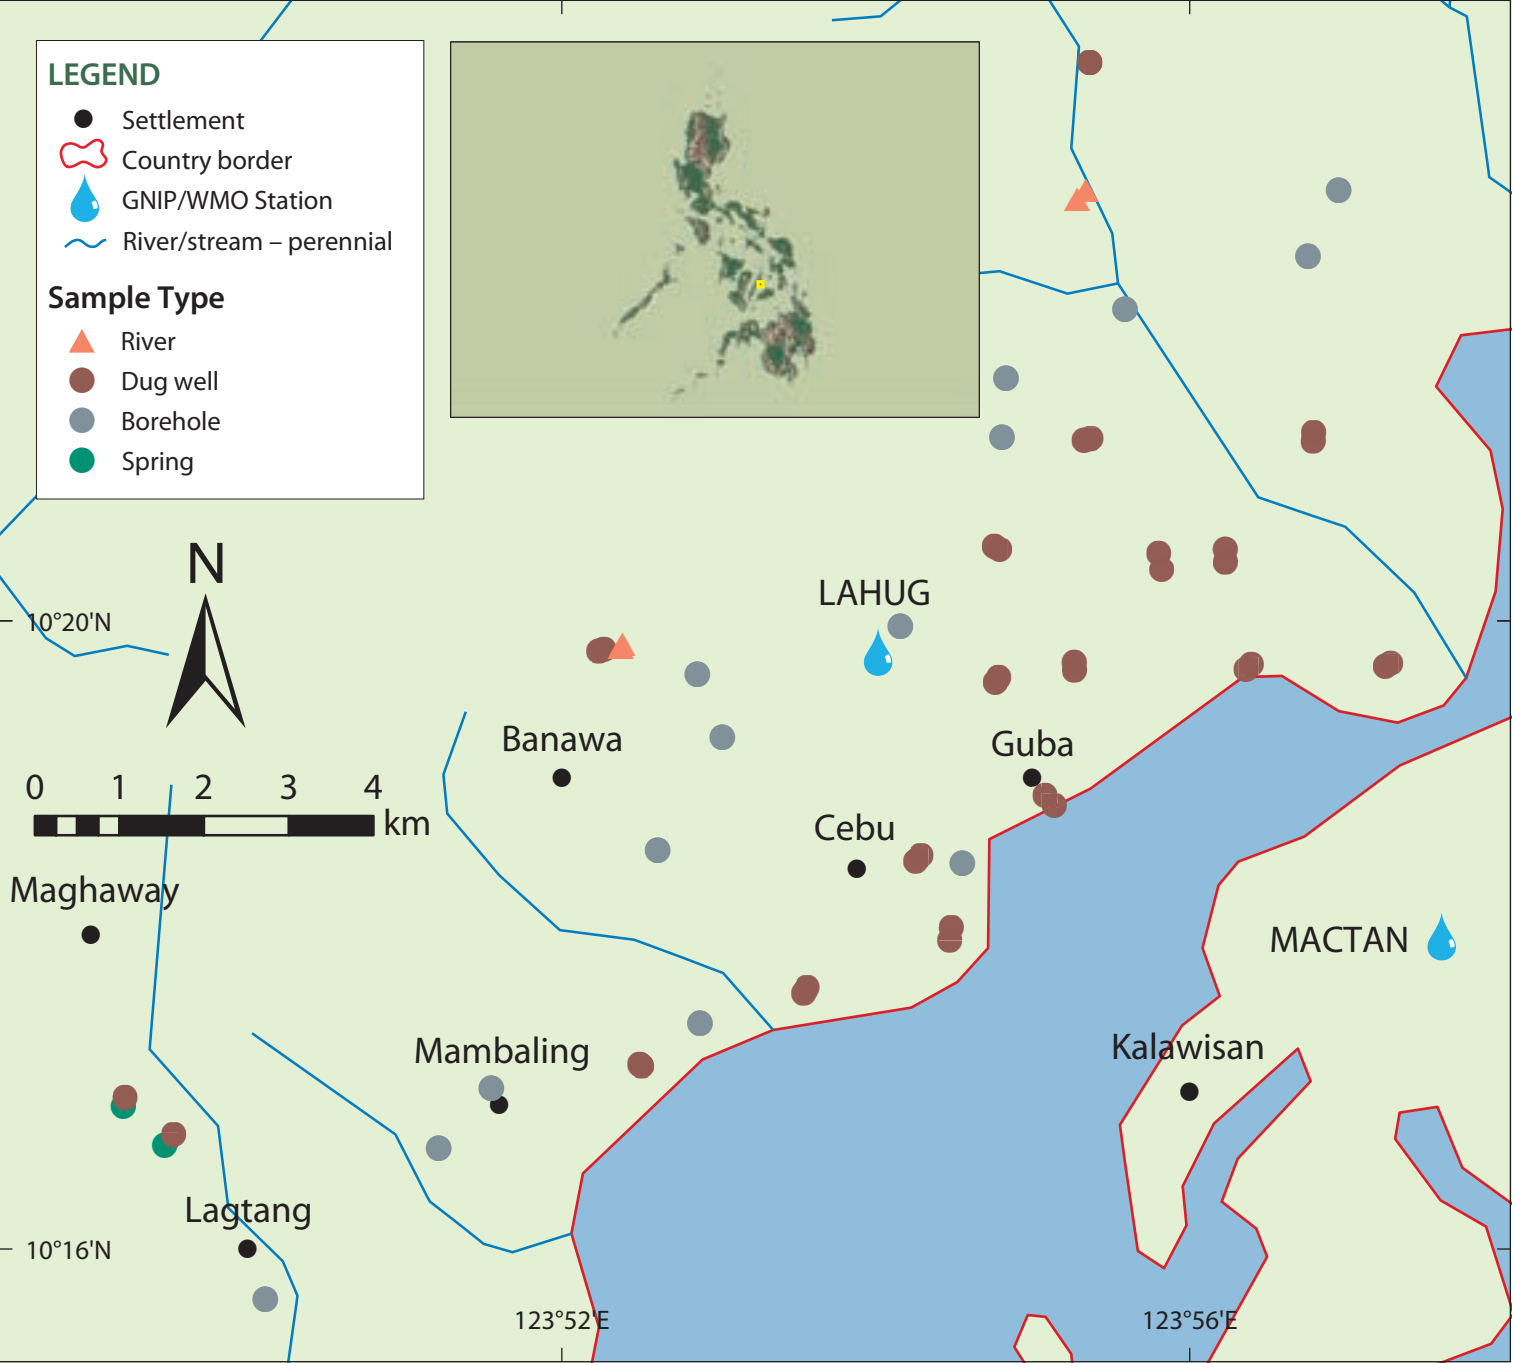 LEGEND
Settlement
Country border
GNIP/WMO Station
River/stream – perennial
Sample Type
River
Dug well
Borehole
Spring
N
LAHUG
10°20'N
Banawa
Guba
0 1 2 3 4
km
Cebu
Maghaway
MACTAN
Mambaling
Kalawisan
Lagtang
10°16'N
123°52'E
123°56'E